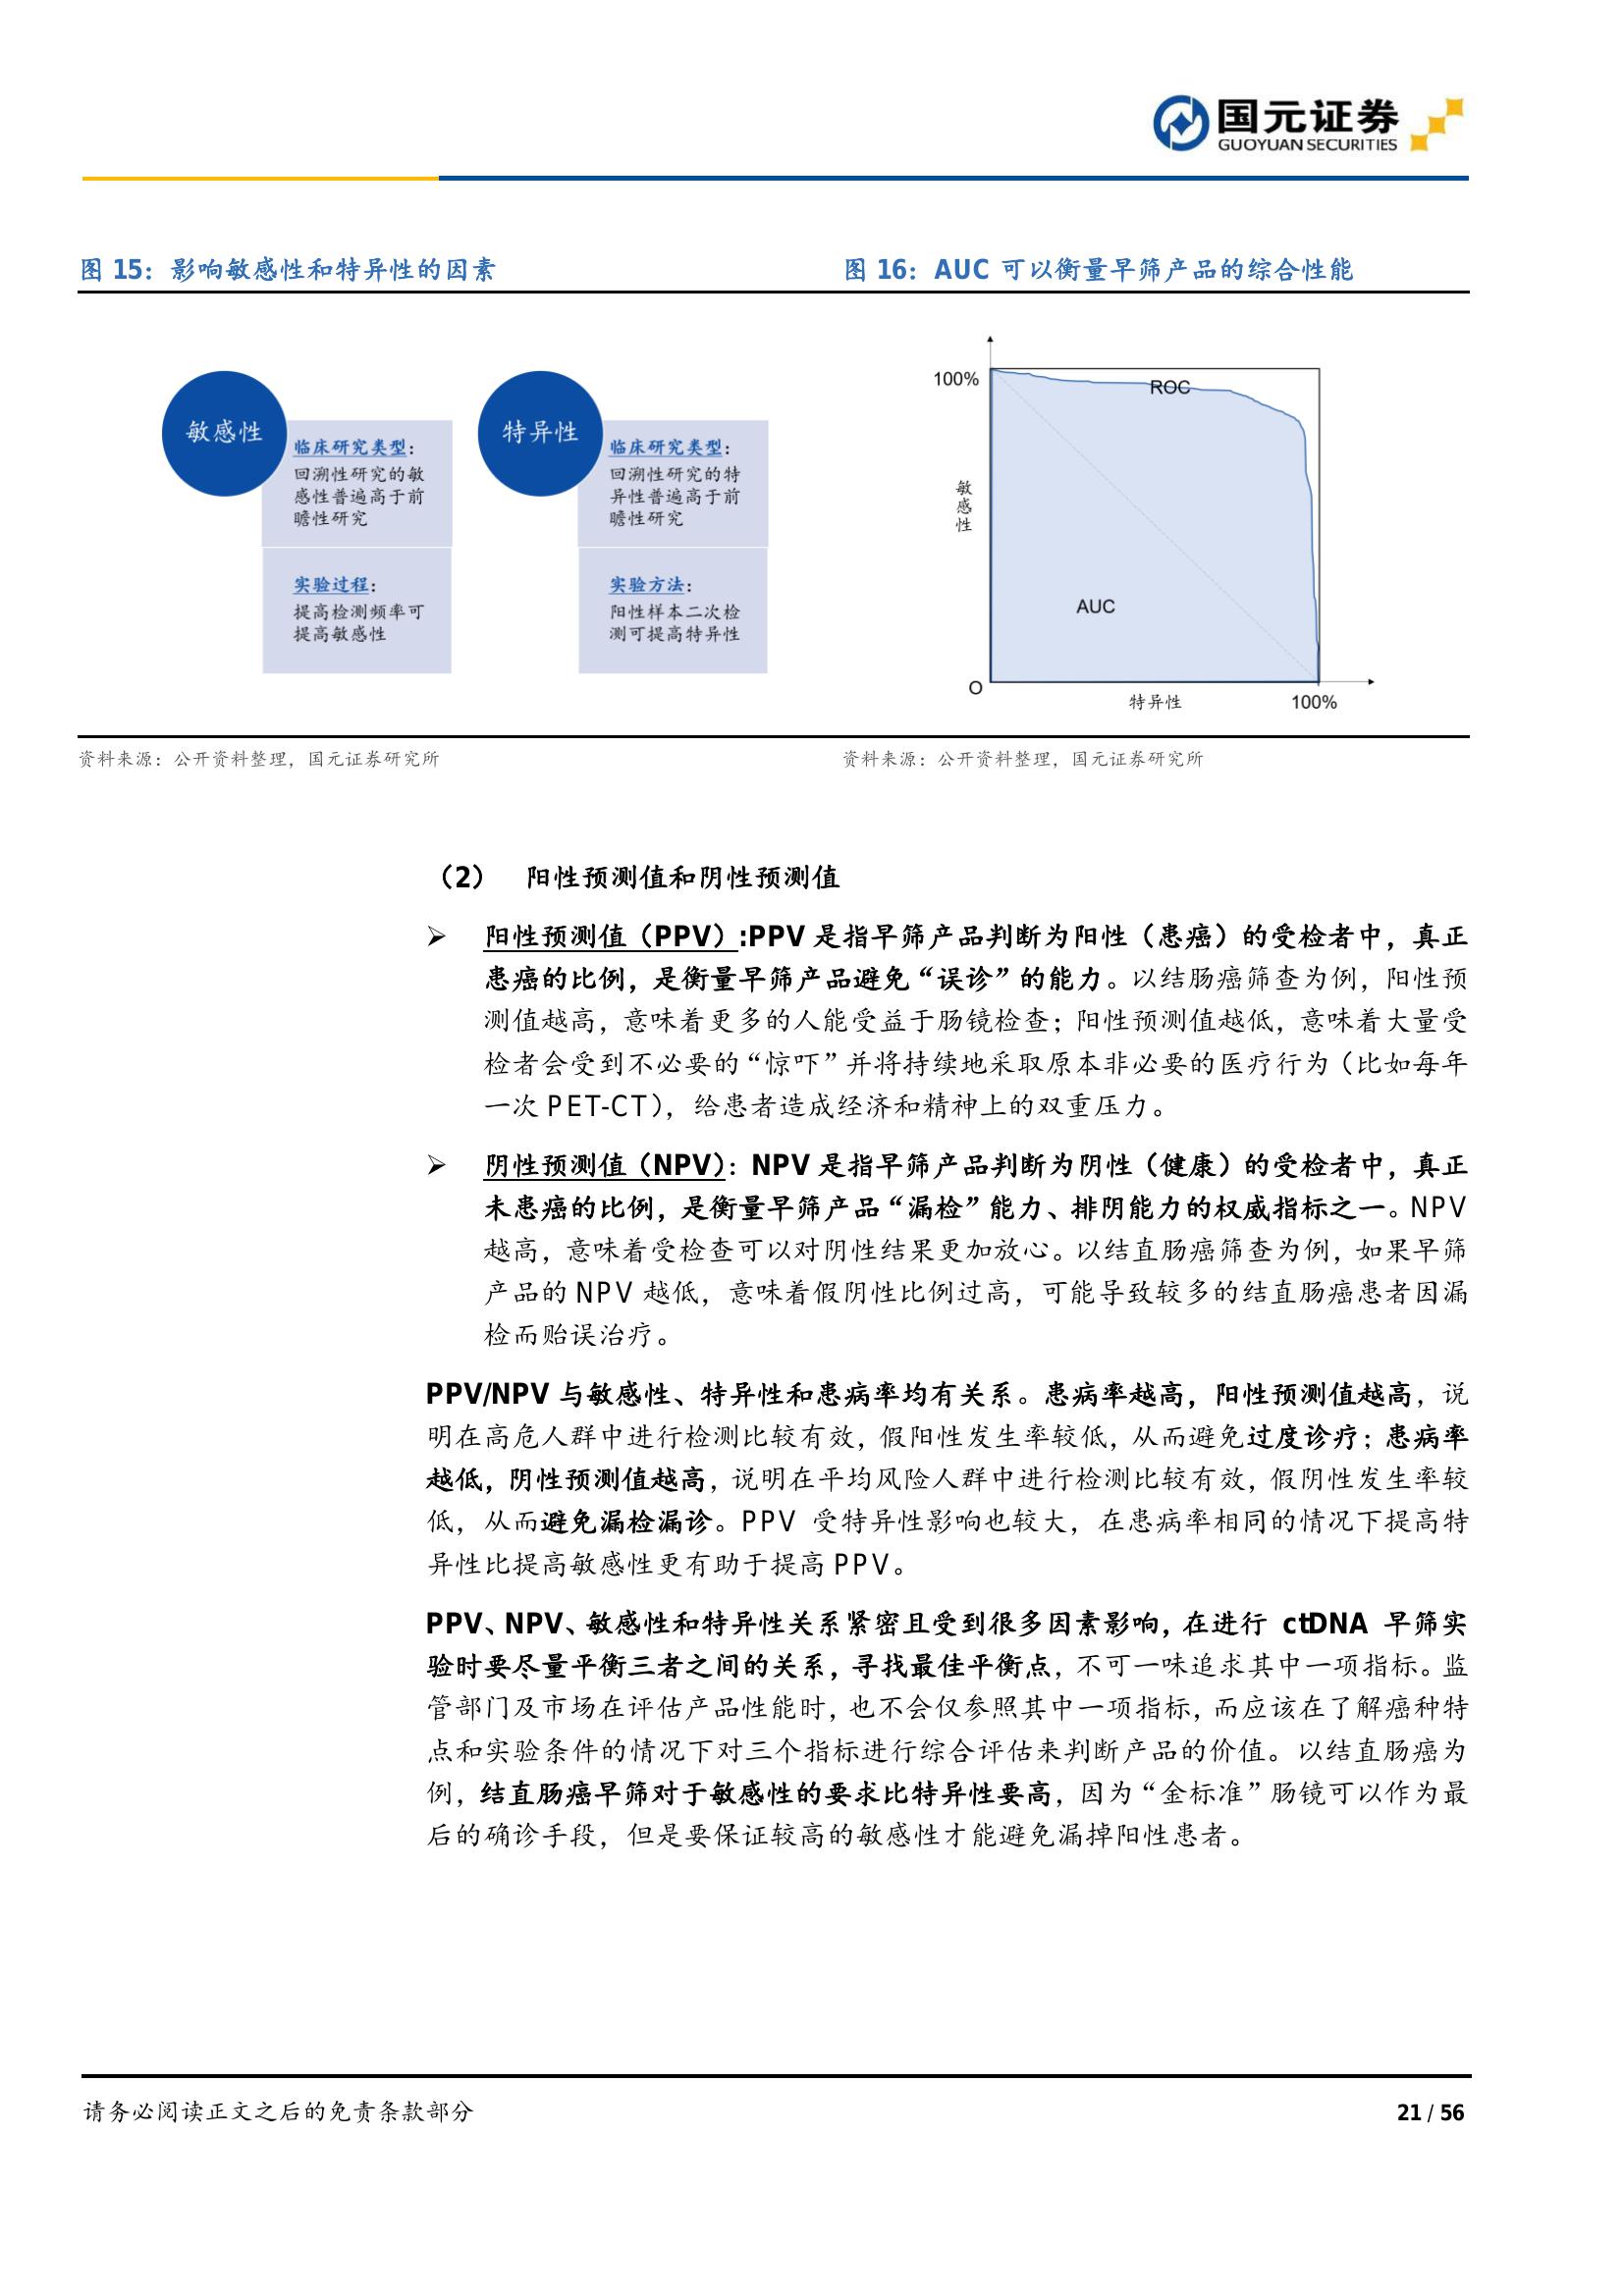 国元证券
GUOYUAN SECURITIES
图 15：影响敏感性和特异性的因素
图 16：AUC 可以衡量早筛产品的综合性能
敏感性
临床研究类型：
回溯性研究的敏
感性普遍高于前
瞻性研究
实验过程：
提高检测频率可
提高敏感性
特异性
临床研究类型：
回溯性研究的特
异性普遍高于前
瞻性研究
实验方法：
阳性样本二次检
测可提高特异性
100%
ROC
敏感性
AUC
O
特异性
100%
资料来源：公开资料整理，国元证券研究所
资料来源：公开资料整理，国元证券研究所
（2） 阳性预测值和阴性预测值
➢ 阳性预测值（PPV）:PPV 是指早筛产品判断为阳性（患癌）的受检者中，真正
患癌的比例，是衡量早筛产品避免“误诊”的能力。以结肠癌筛查为例，阳性预
测值越高，意味着更多的人能受益于肠镜检查；阳性预测值越低，意味着大量受
检者会受到不必要的“惊吓”并将持续地采取原本非必要的医疗行为（比如每年
一次 PET-CT），给患者造成经济和精神上的双重压力。
➢ 阴性预测值（NPV）：NPV 是指早筛产品判断为阴性（健康）的受检者中，真正
未患癌的比例，是衡量早筛产品“漏检”能力、排阴能力的权威指标之一。NPV
越高，意味着受检查可以对阴性结果更加放心。以结直肠癌筛查为例，如果早筛
产品的 NPV 越低，意味着假阴性比例过高，可能导致较多的结直肠癌患者因漏
检而贻误治疗。
PPV/NPV 与敏感性、特异性和患病率均有关系。患病率越高，阳性预测值越高，说
明在高危人群中进行检测比较有效，假阳性发生率较低，从而避免过度诊疗；患病率
越低，阴性预测值越高，说明在平均风险人群中进行检测比较有效，假阴性发生率较
低，从而避免漏检漏诊。PPV 受特异性影响也较大，在患病率相同的情况下提高特
异性比提高敏感性更有助于提高 PPV。
PPV、NPV、敏感性和特异性关系紧密且受到很多因素影响，在进行 ctDNA 早筛实
验时要尽量平衡三者之间的关系，寻找最佳平衡点，不可一味追求其中一项指标。监
管部门及市场在评估产品性能时，也不会仅参照其中一项指标，而应该在了解癌种特
点和实验条件的情况下对三个指标进行综合评估来判断产品的价值。以结直肠癌为
例，结直肠癌早筛对于敏感性的要求比特异性要高，因为“金标准”肠镜可以作为最
后的确诊手段，但是要保证较高的敏感性才能避免漏掉阳性患者。
请务必阅读正文之后的免责条款部分
21 / 56